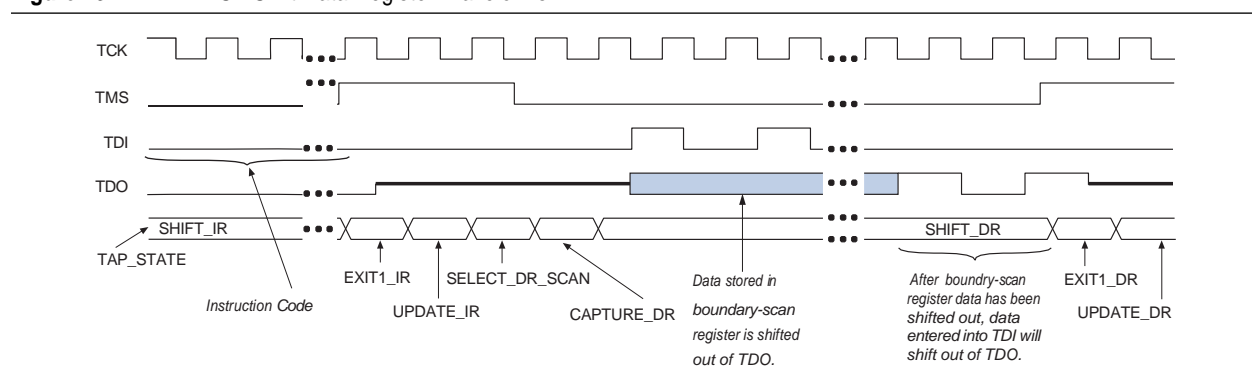 TCK
TMS
TDI
TDO
SHIFT_IR
SHIFT_DR
TAP_STATE
EXIT1_IR
SELECT_DR_SCAN
Data stored in
boundary-scan
register is shifted
out of TDO.
After boundry-scan
register data has been
shifted out, data
entered into TDI will
shift out of TDO.
EXIT1_DR
Instruction Code
UPDATE_IR
CAPTURE_DR
UPDATE_DR